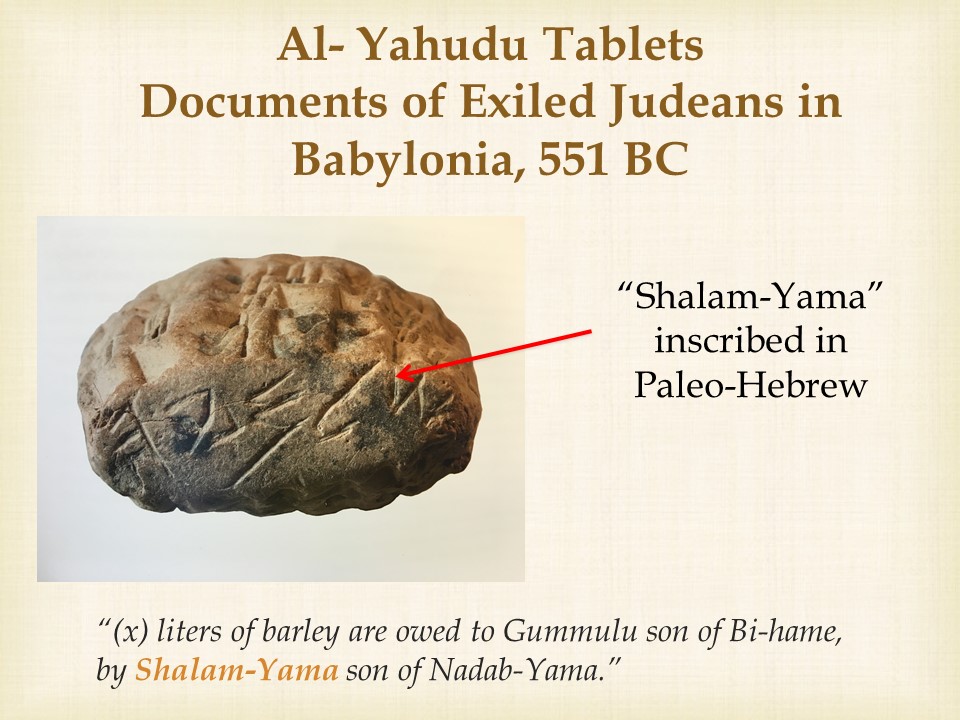 Al- Yahudu Tablets
Documents of Exiled Judeans in
Babylonia, 551 BC
“Shalam-Yama”
inscribed in
Paleo-Hebrew
“(x) liters of barley are owed to Gummulu son of Bi-hame,
by Shalam-Yama son of Nadab-Yama.”